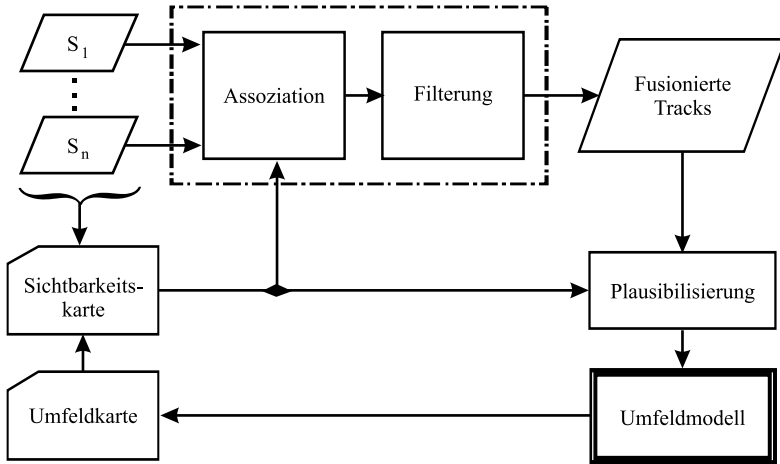 S1
Sn
Assoziation
Filterung
Fusionierte
Tracks
Sichtbarkeits-
karte
Plausibilisierung
Umfeldkarte
Umfeldmodell